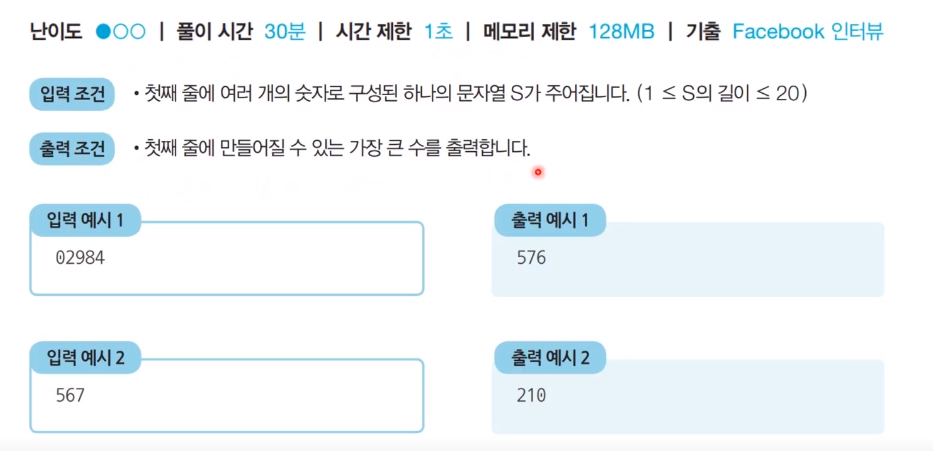 난이도 ●○○ | 풀이 시간 30분 | 시간 제한 1초 | 메모리 제한 128MB | 기출 Facebook 인터뷰
입력 조건 • 첫째 줄에 여러 개의 숫자로 구성된 하나의 문자열 S가 주어집니다. (1 ≤ S의 길이 ≤ 20)
출력 조건 • 첫째 줄에 만들어질 수 있는 가장 큰 수를 출력합니다.
입력 예시 1
02984
출력 예시 1
576
입력 예시 2
567
출력 예시 2
210